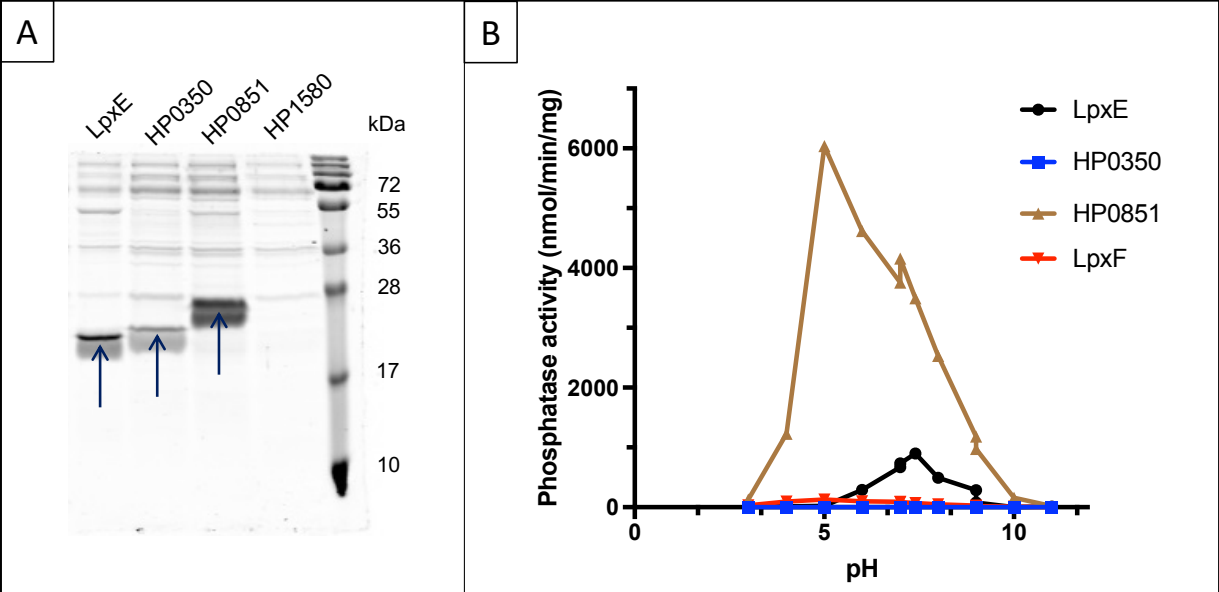 A
LpxE
HP0350
HP0851
HP1580
kDa
72
55
36
28
17
10
B
Phosphatase activity (nmol/min/mg)
6000
4000
2000
0
0
5
10
pH
LpxE
HP0350
HP0851
LpxF